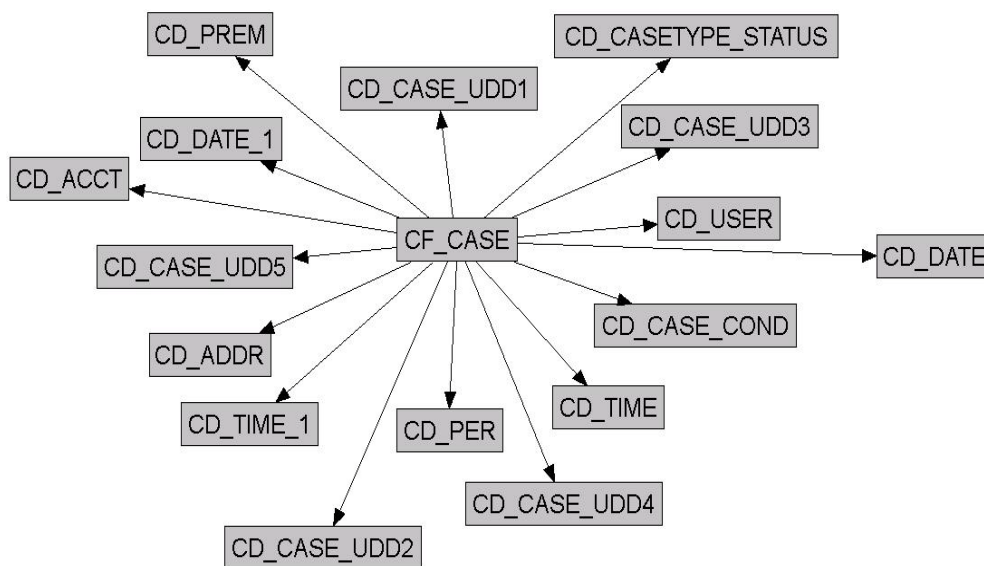 CD_PREM
CD_CASETYPE_STATUS
CD_CASE_UDD1
CD_CASE_UDD3
CD_DATE_1
CD_ACCT
CD_USER
CF_CASE
CD_DATE
CD_CASE_UDD5
CD_CASE_COND
CD_ADDR
CD_TIME
CD_TIME_1
CD_PER
CD_CASE_UDD4
CD_CASE_UDD2